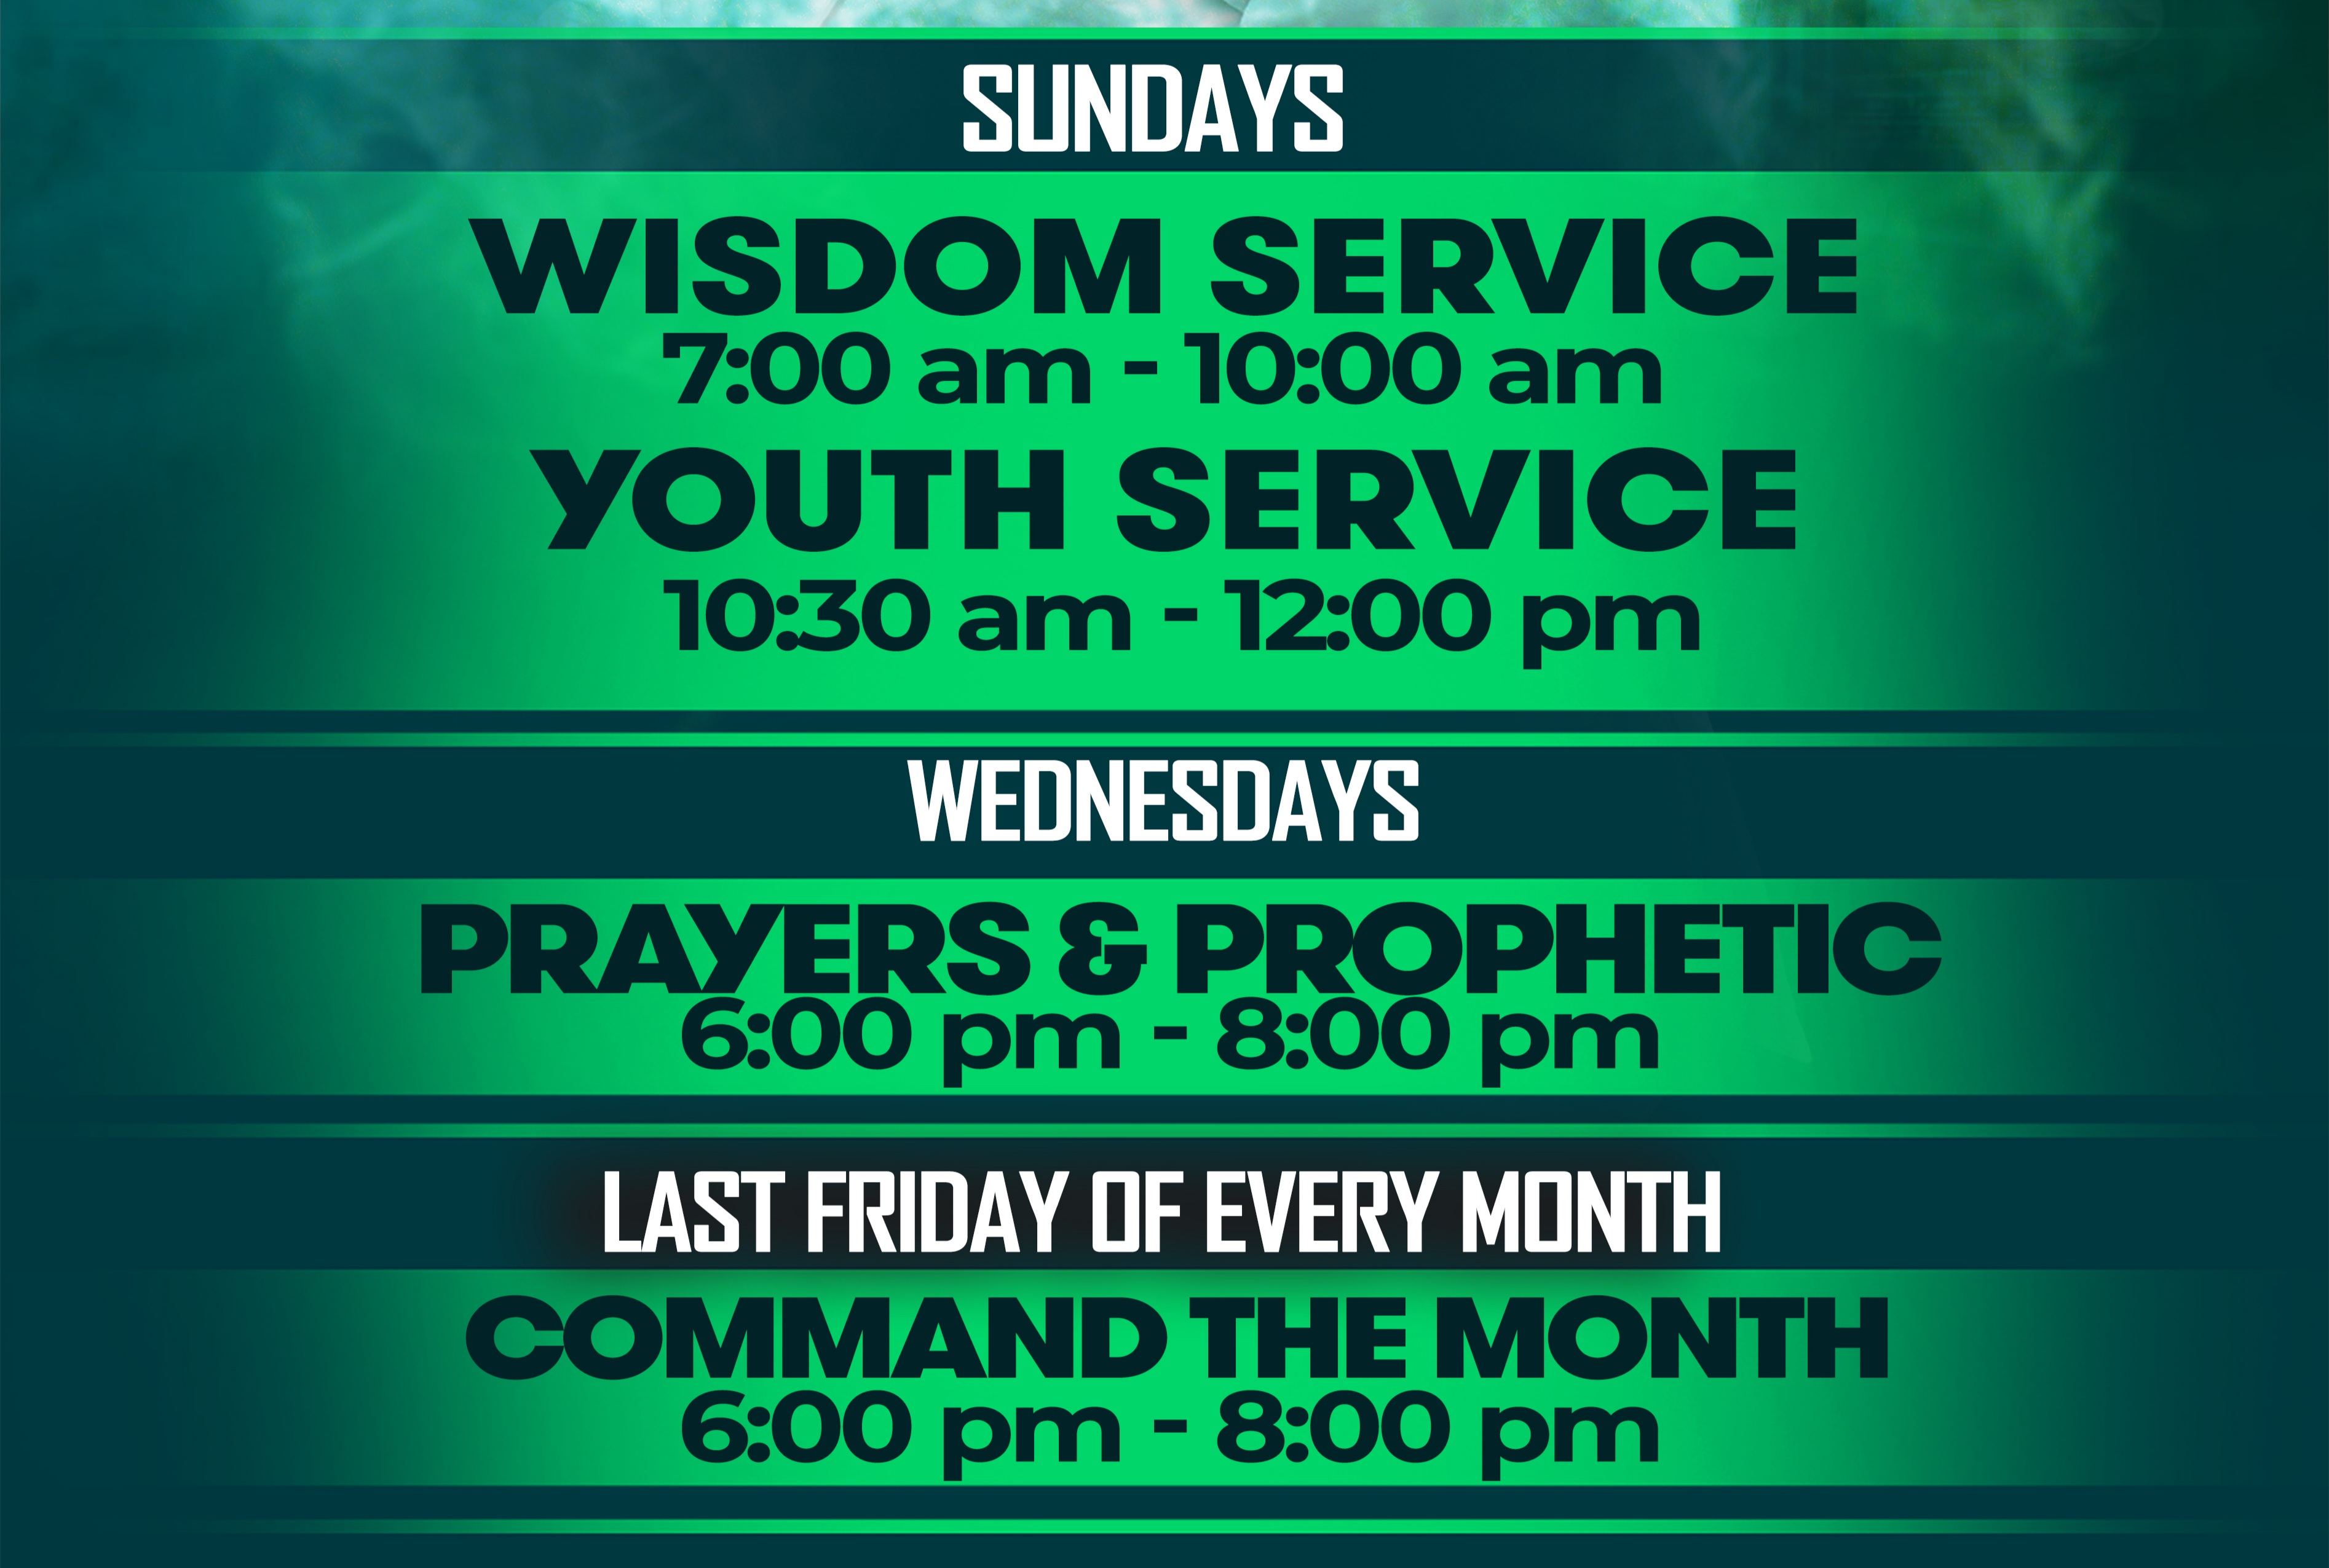 SUNDAYS
WISDOM SERVICE
7:00 am - 10:00 am
YOUTH SERVICE
10:30 am - 12:00 pm
WEDNESDAYS
PRAYERS & PROPHETIC
6:00 pm - 8:00 pm
LAST FRIDAY OF EVERY MONTH
COMMAND THE MONTH
6:00 pm - 8:00 pm